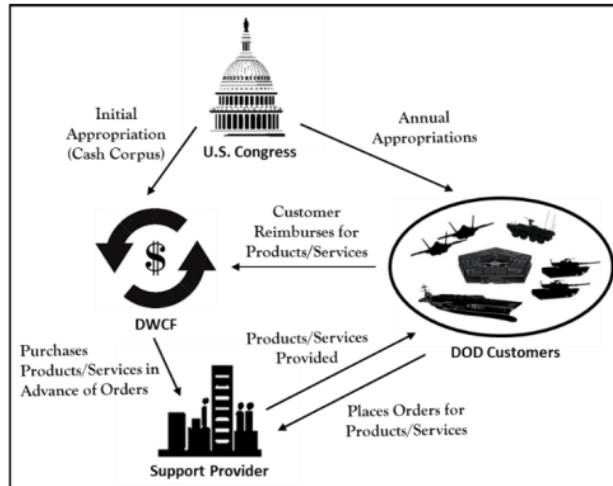 Initial
Appropriation
(Cash Corpus)
U.S. Congress
Annual
Appropriations
Customer
Reimburses for
Products/Services
$
DWCF
DOD Customers
Purchases
Products/Services in
Advance of Orders
Products/Services
Provided
Places Orders for
Products/Services
Support Provider